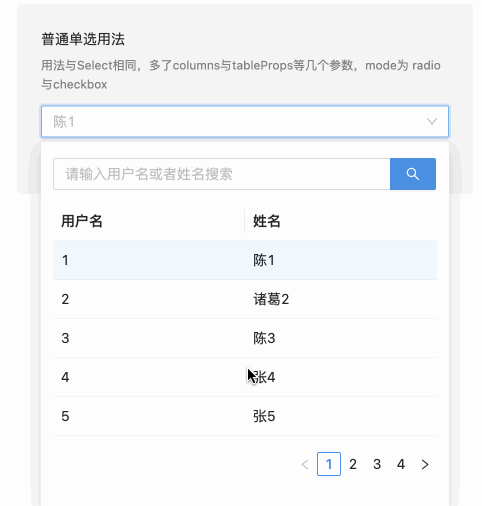 普通单选用法
用法与Select相同，多了columns与tableProps等几个参数，mode为 radio
与checkbox
陈1
请输入用户名或者姓名搜索
用户名 姓名
1 陈1
2 诸葛2
3 陈3
4 张4
5 张5
1 2 3 4